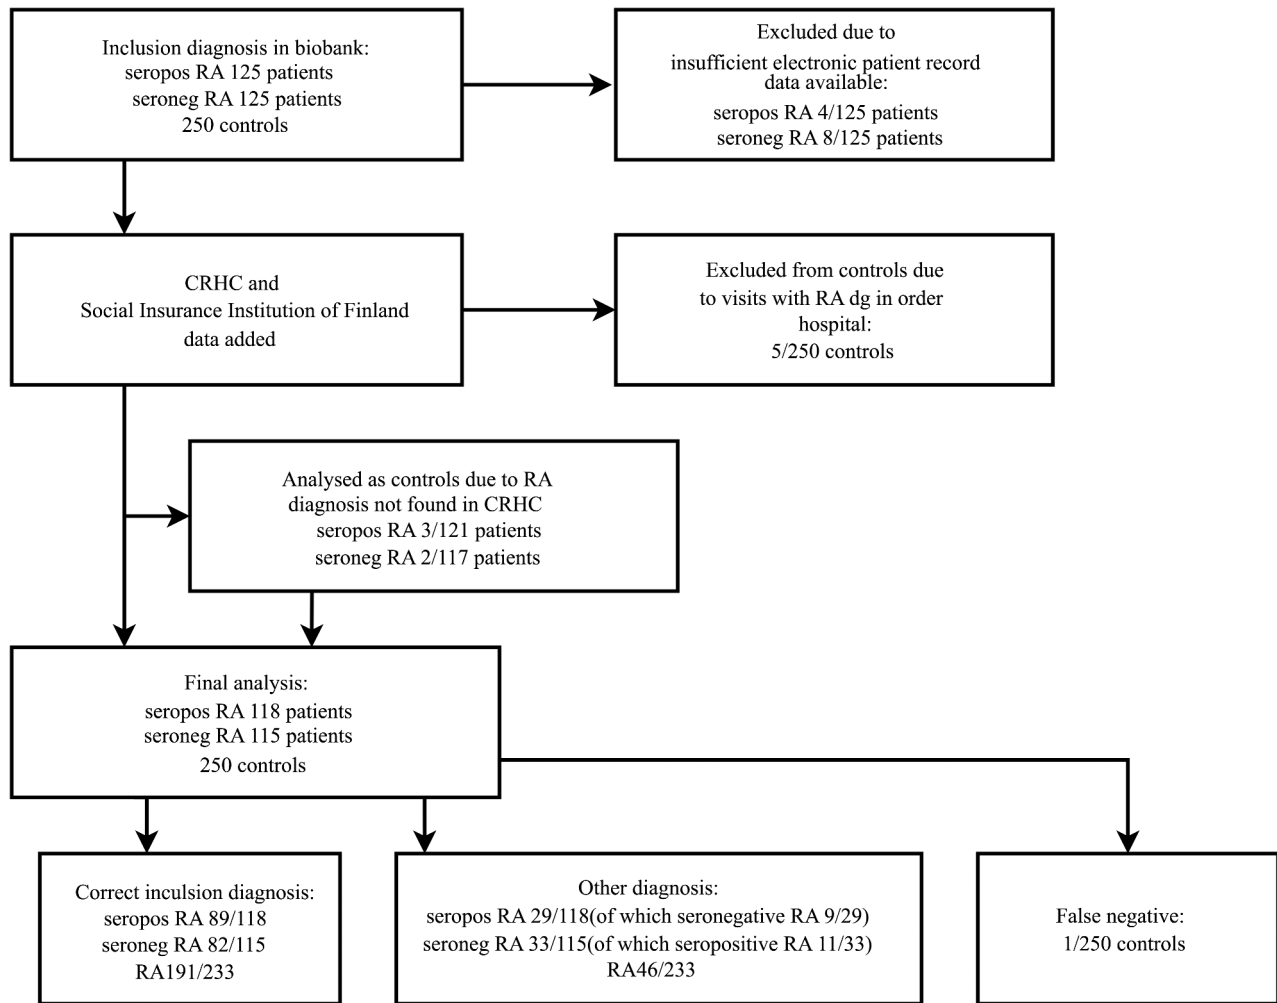 Inclusion diagnosis in biobank:
seropos RA 125 patients
seroneg RA 125 patients
250 controls
Excluded due to
insufficient electronic patient record
data available:
seropos RA 4/125 patients
seroneg RA 8/125 patients
CRHC and
Social Insurance Institution of Finland
data added
Excluded from controls due
to visits with RA dg in order
hospital:
5/250 controls
Analysed as controls due to RA
diagnosis not found in CRHC
seropos RA 3/121 patients
seroneg RA 2/117 patients
Final analysis:
seropos RA 118 patients
seroneg RA 115 patients
250 controls
Correct inculsion diagnosis:
seropos RA 89/118
seroneg RA 82/115
RA191/233
Other diagnosis:
seropos RA 29/118(of which seronegative RA 9/29)
seroneg RA 33/115(of which seropositive RA 11/33)
RA46/233
False negative:
1/250 controls